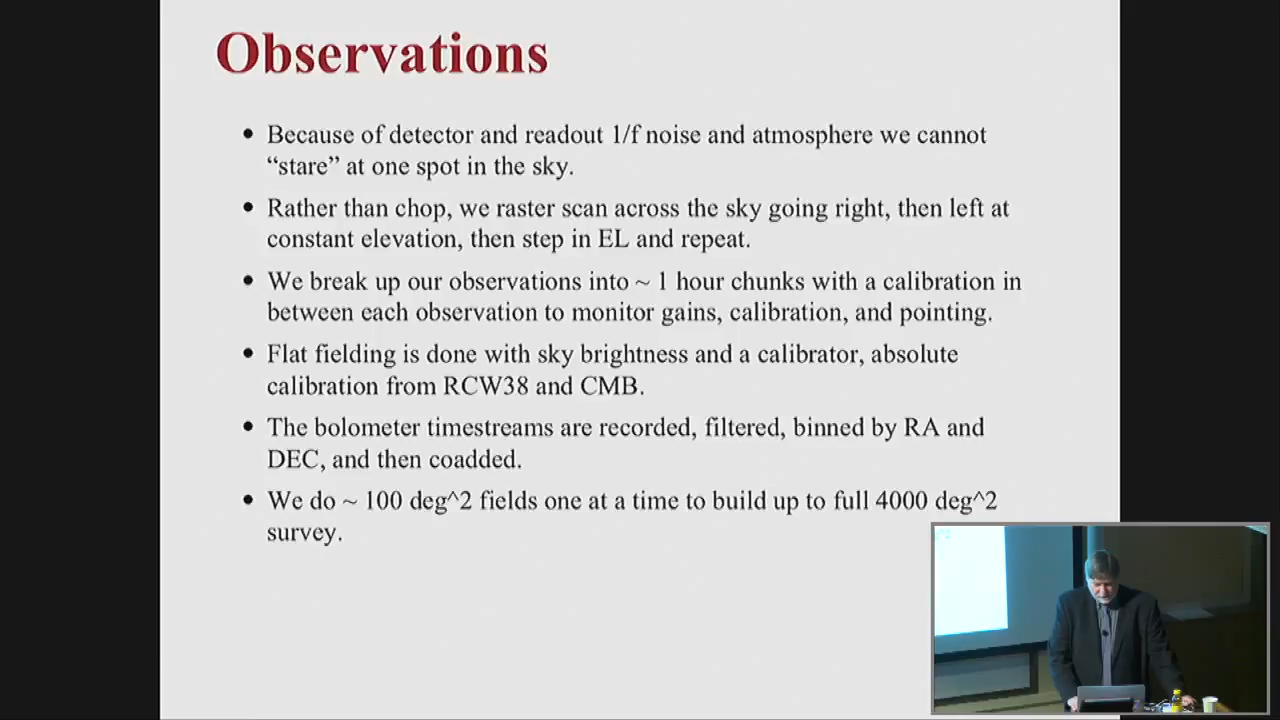 Observations
• Because of detector and readout 1/f noise and atmosphere we cannot
“stare” at one spot in the sky.
• Rather than chop, we raster scan across the sky going right, then left at
constant elevation, then step in EL and repeat.
• We break up our observations into ~ 1 hour chunks with a calibration in
between each observation to monitor gains, calibration, and pointing.
• Flat fielding is done with sky brightness and a calibrator, absolute
calibration from RCW38 and CMB.
• The bolometer timestreams are recorded, filtered, binned by RA and
DEC, and then coadded.
• We do ~ 100 deg^2 fields one at a time to build up to full 4000 deg^2
survey.